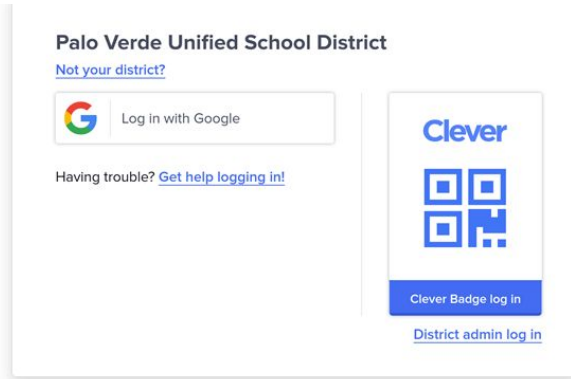 Palo Verde Unified School District
Not your district?
Log in with Google
Having trouble? Get help logging in!
Clever
Clever Badge log in
District admin log in